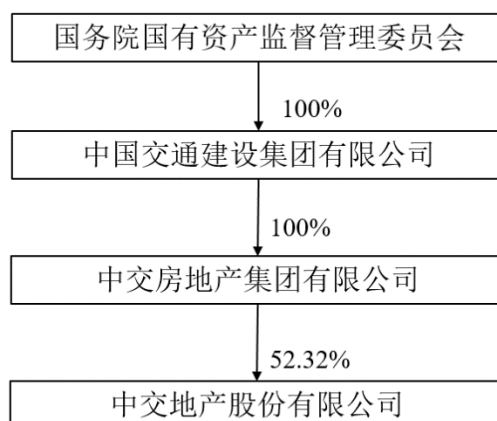 国务院国有资产监督管理委员会
100%
中国交通建设集团有限公司
100%
中交房地产集团有限公司
52.32%
中交地产股份有限公司